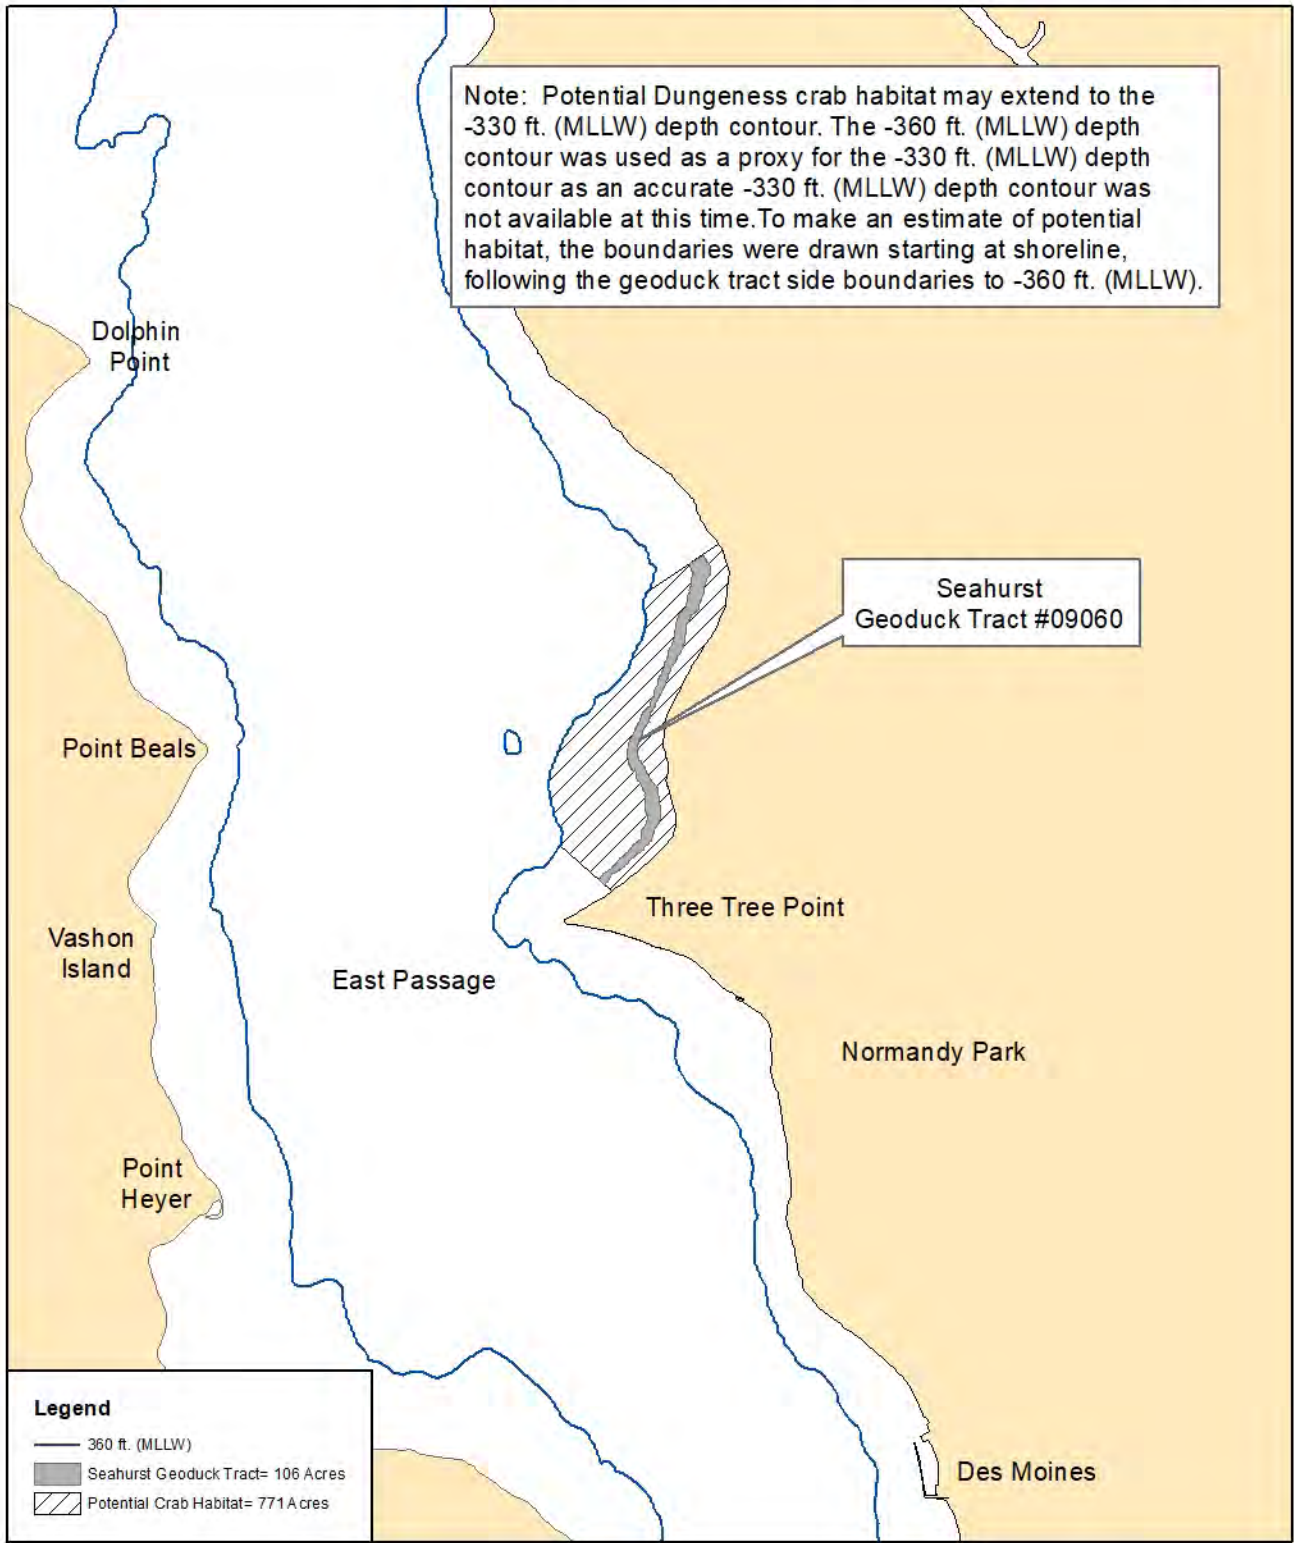 Note: Potential Dungeness crab habitat may extend to the
-330 ft. (MLLW) depth contour. The -360 ft. (MLLW) depth
contour was used as a proxy for the -330 ft. (MLLW) depth
contour as an accurate -330 ft. (MLLW) depth contour was
not available at this time.To make an estimate of potential
habitat, the boundaries were drawn starting at shoreline,
following the geoduck tract side boundaries to -360 ft. (MLLW).
Dolphin
Point
Seahurst
Geoduck Tract #09060
Point Beals
Three Tree Point
Vashon
Island
East Passage
Normandy Park
Point
Heyer
Legend
360 ft. (MLLW)
Seahurst Geoduck Tract= 106 Acres
Potential Crab Habitat= 771 Acres
Des Moines